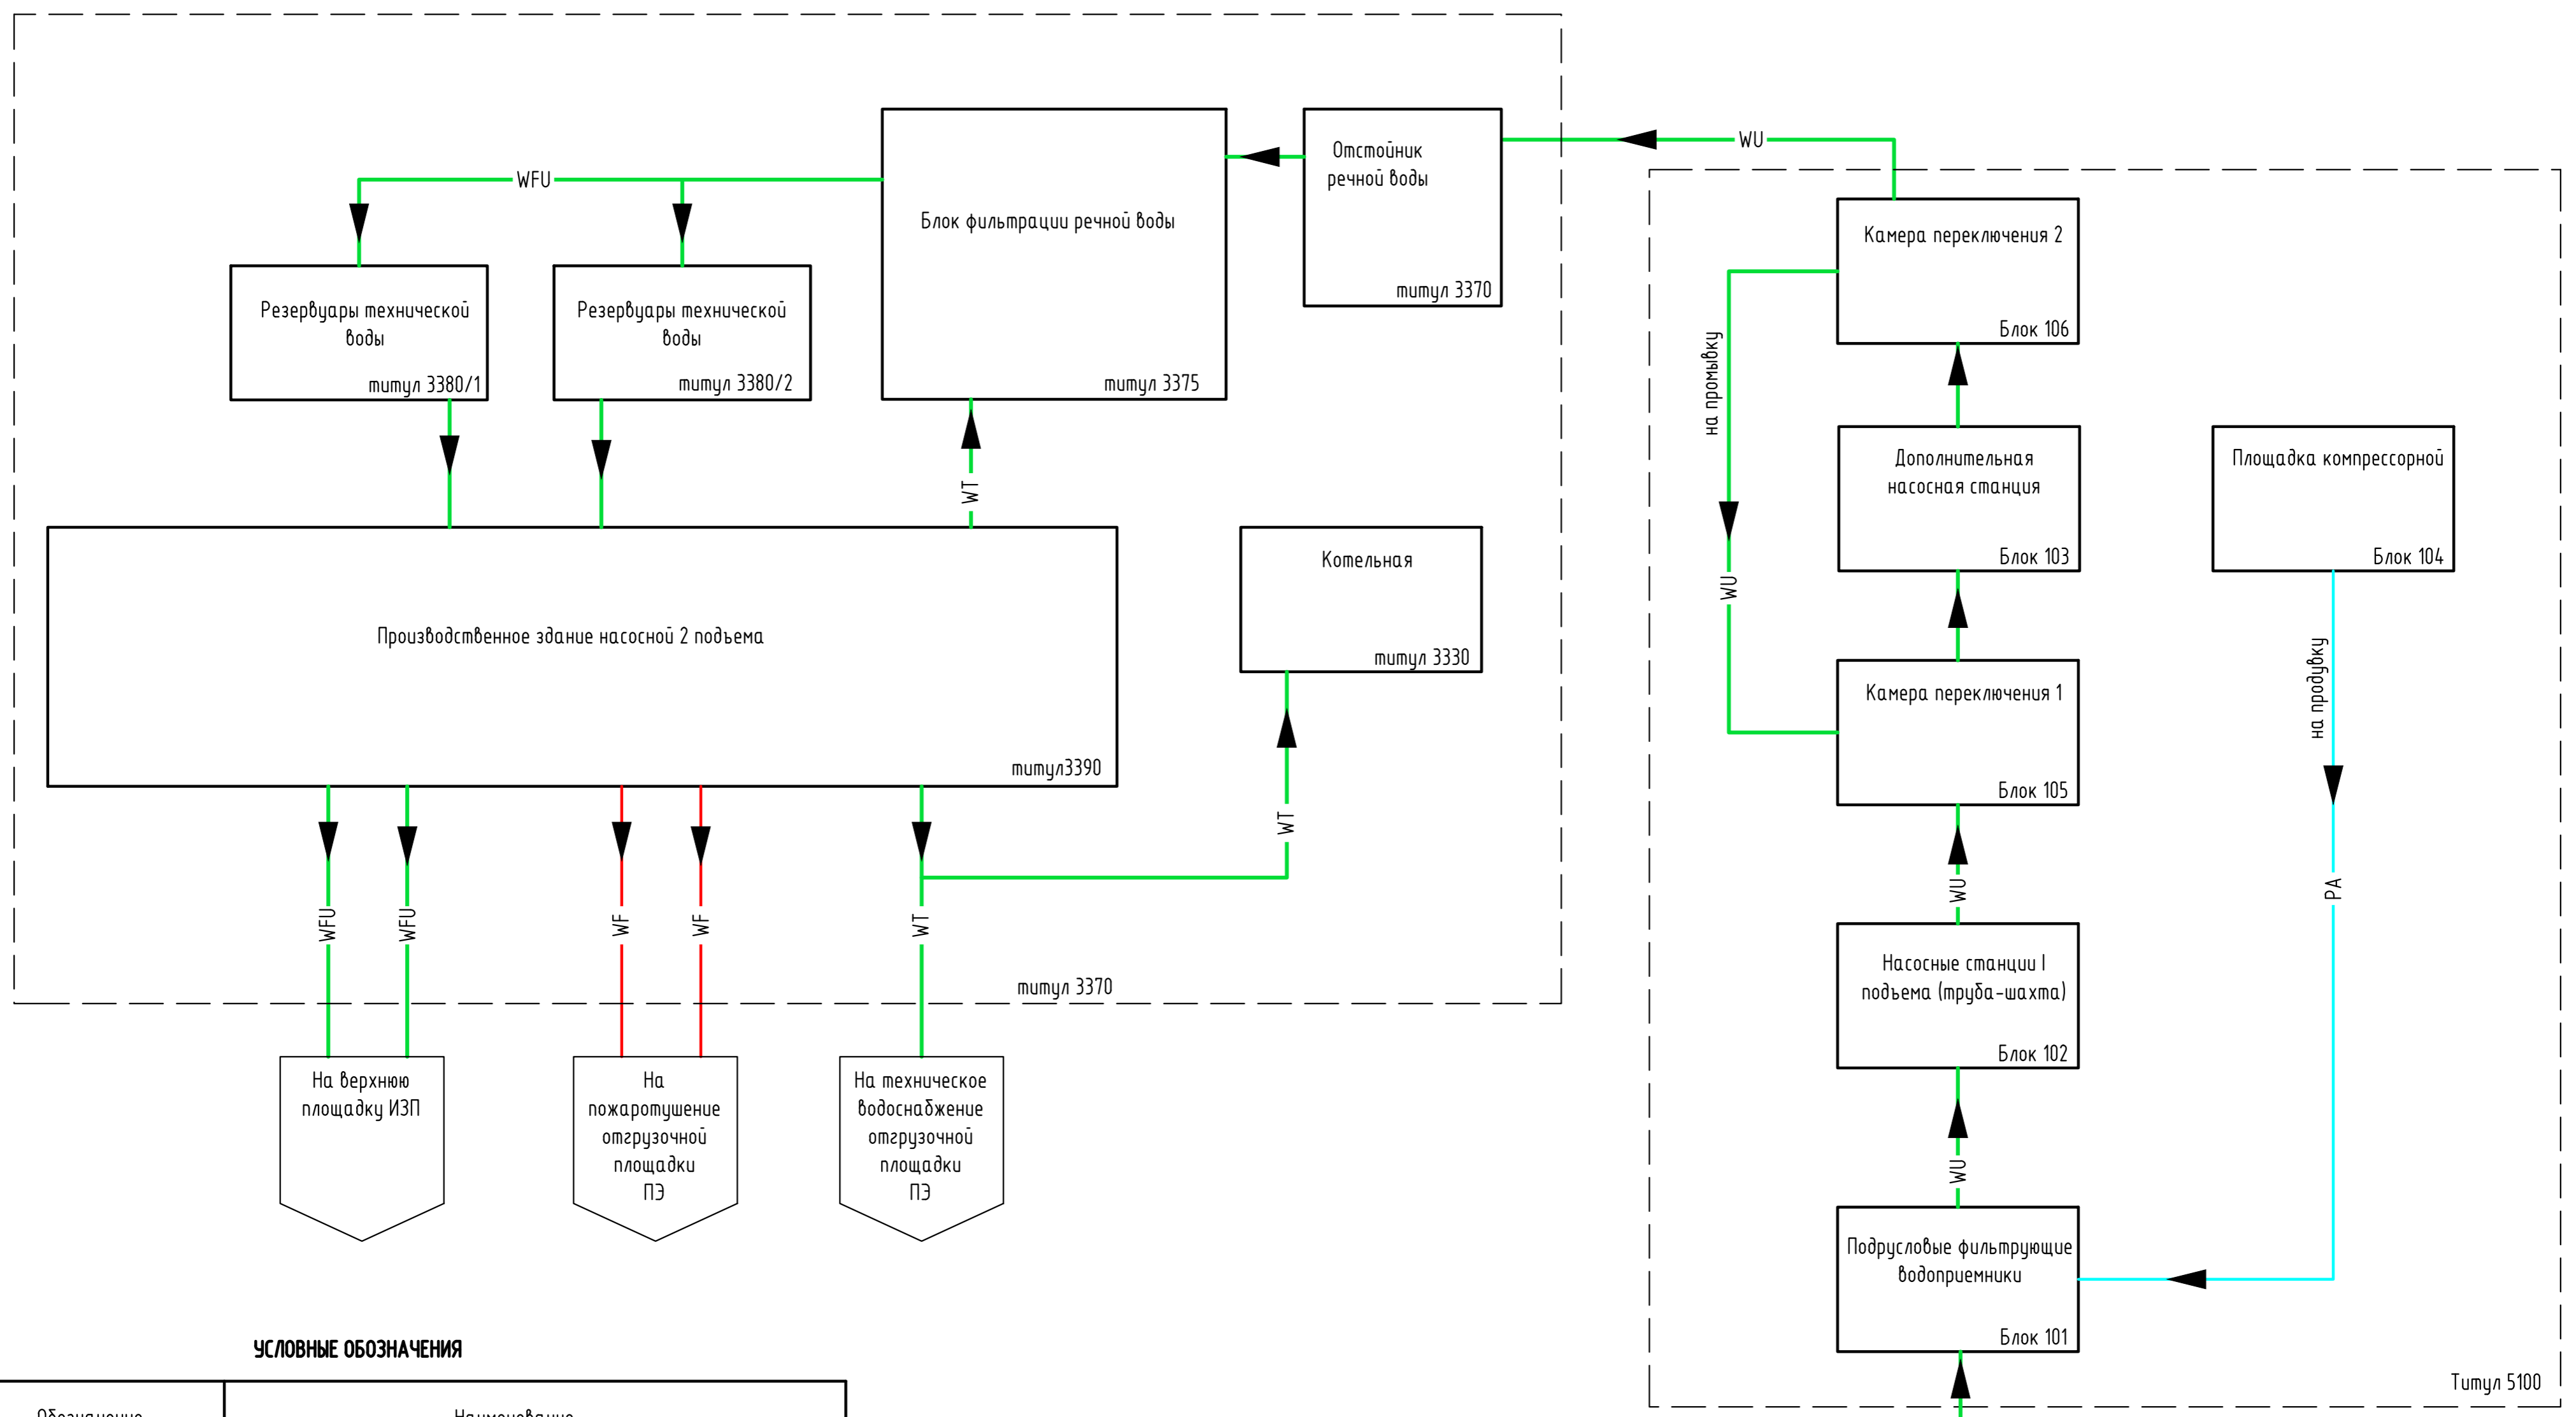 WU
WFU
Отстойник
речной воды
титул 3370
Блок фильтрации речной воды
титул 3375
Камера переключения 2
Блок 106
Резервуары технической
воды
титул 3380/1
Резервуары технической
воды
титул 3380/2
на промывку
WU
Дополнительная
насосная станция
Блок 103
Площадка компрессорной
Блок 104
WT
Котельная
титул 3330
Производственное здание насосной 2 подъема
титул3390
Камера переключения 1
Блок 105
на продувку
PA
WT
WFU
WFU
WF
WF
WT
WU
Насосные станции I
подъема (труба-шахта)
Блок 102
титул 3370
На верхнюю
площадку ИЗП
На
пожаротушение
отгрузочной
площадки
ПЭ
На техническое
водоснабжение
отгрузочной
площадки
ПЭ
WU
Подрусловые фильтрующие
водоприемники
Блок 101
Титул 5100
УСЛОВНЫЕ ОБОЗНАЧЕНИЯ
Обозначение
Наименование